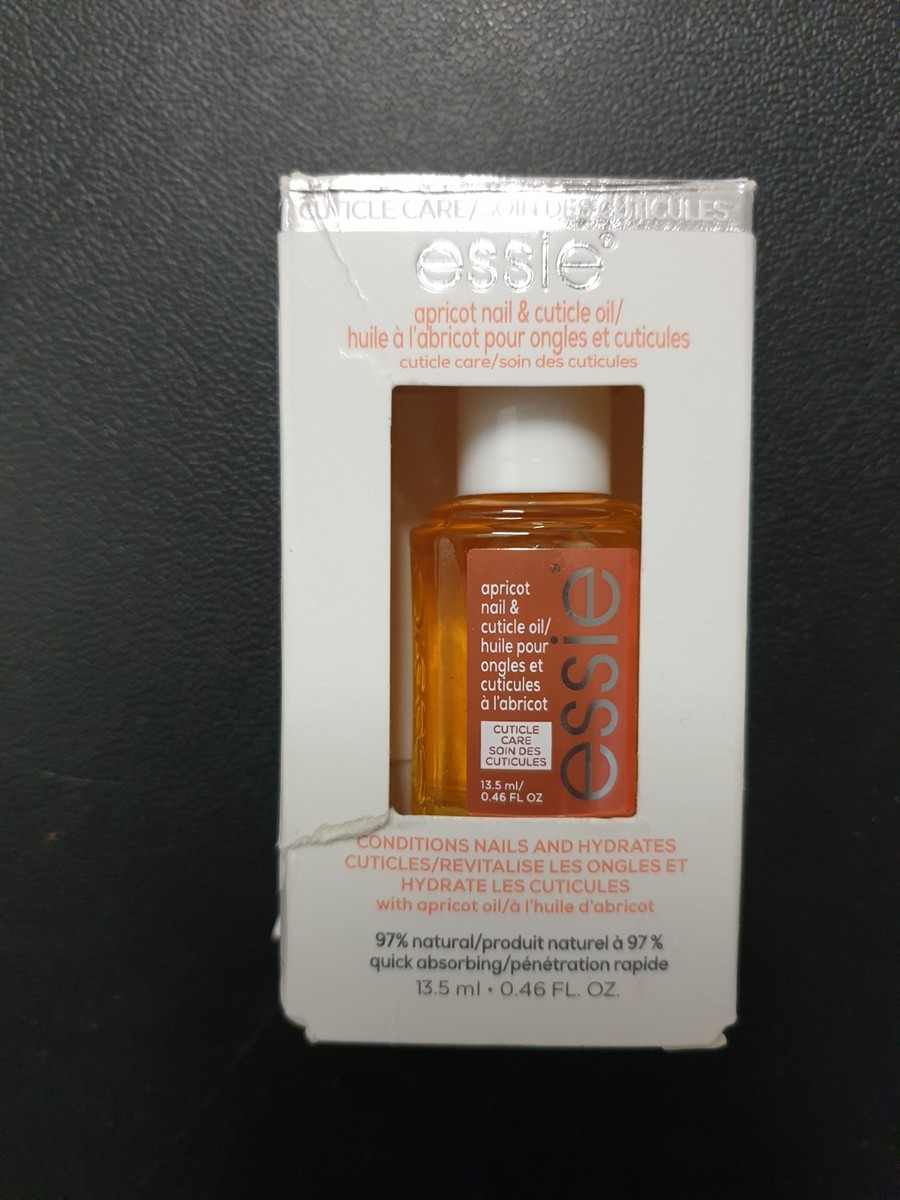 CUTICLE CARE/SOIN DES CUTICULES
essie®
apricot nail & cuticle oil/
huile à l'abricot pour ongles et cuticules
cuticle care/soin des cuticules
apricot
nail &
cuticle oil/
huile pour
ongles et
cuticules
à l'abricot
CUTICLE
CARE
SOIN DES
CUTICULES
13.5 ml/
0.46 FL OZ
essie®
CONDITIONS NAILS AND HYDRATES
CUTICLES/REVITALISE LES ONGLES ET
HYDRATE LES CUTICULES
with apricot oil/à l'huile d'abricot
97% natural/produit naturel à 97 %
quick absorbing/pénétration rapide
13.5 ml • 0.46 FL. OZ.